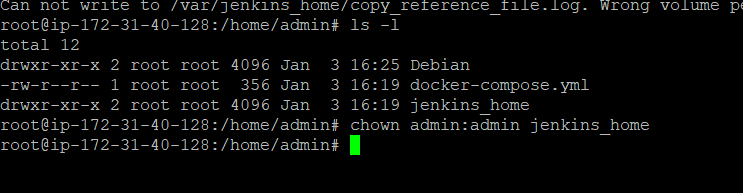 Can not write to /var/jenkins_home/copy_reference_file.log. Wrong volume pe
root@ip-172-31-40-128:/home/admin# ls -l
total 12
drwxr-xr-x 2 root root 4096 Jan  3 16:25 Debian
-rw-r--r-- 1 root root  356 Jan  3 16:19 docker-compose.yml
drwxr-xr-x 2 root root 4096 Jan  3 16:19 jenkins_home
root@ip-172-31-40-128:/home/admin# chown admin:admin jenkins_home
root@ip-172-31-40-128:/home/admin#